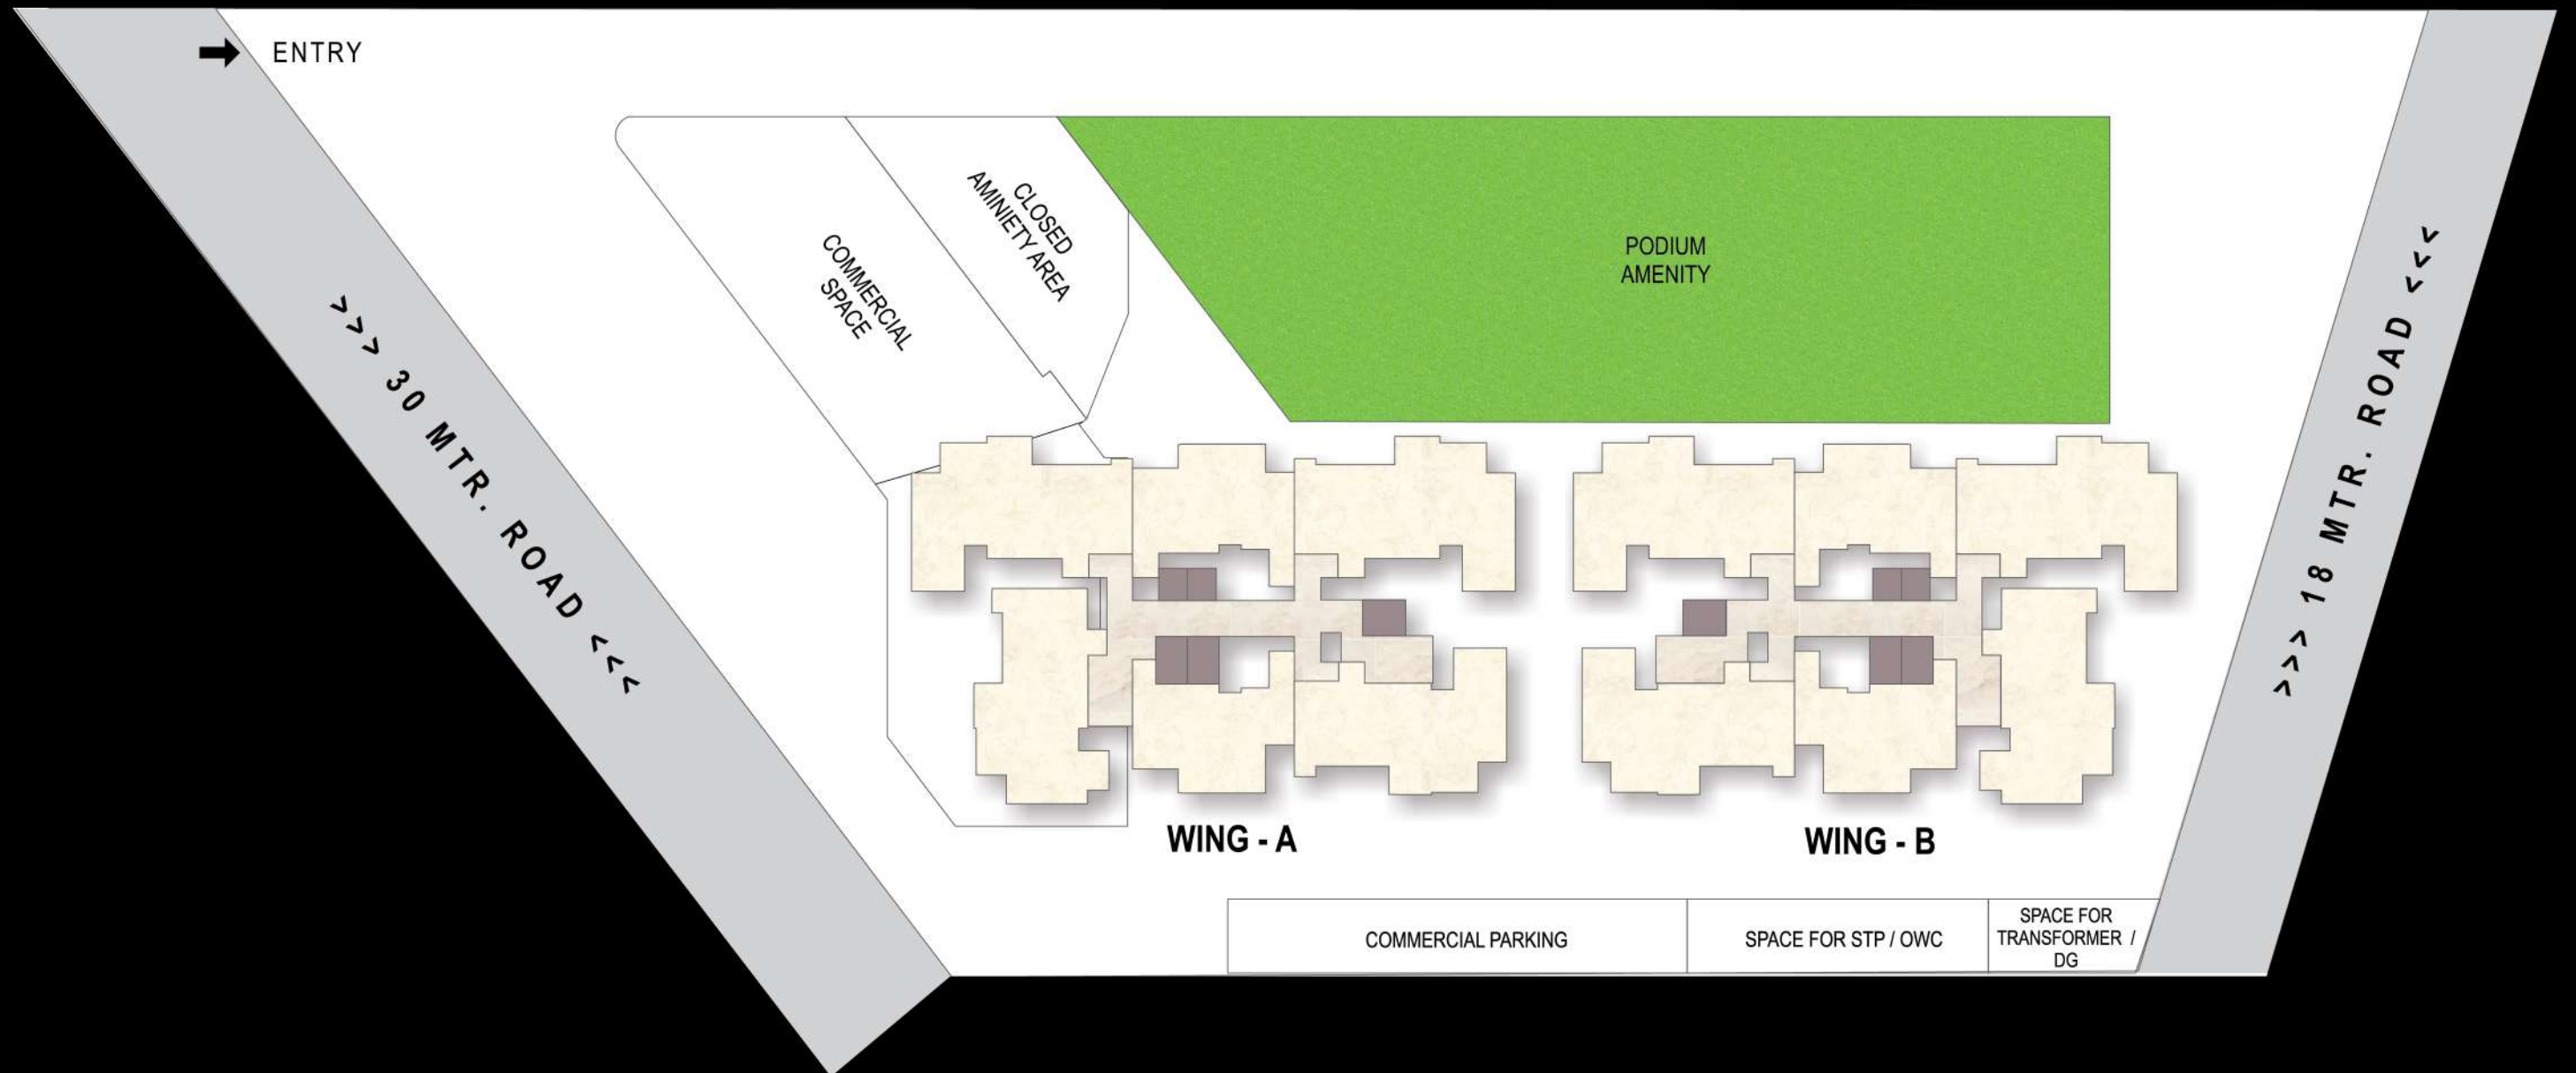 ENTRY
CLOSED
AMINIETY AREA
COMMERCIAL
SPACE
PODIUM
AMENITY
>>> 30 MTR. ROAD <<<
>>> 18 MTR. ROAD <<<
WING - A
WING - B
COMMERCIAL PARKING
SPACE FOR STP / OWC
SPACE FOR
TRANSFORMER /
DG